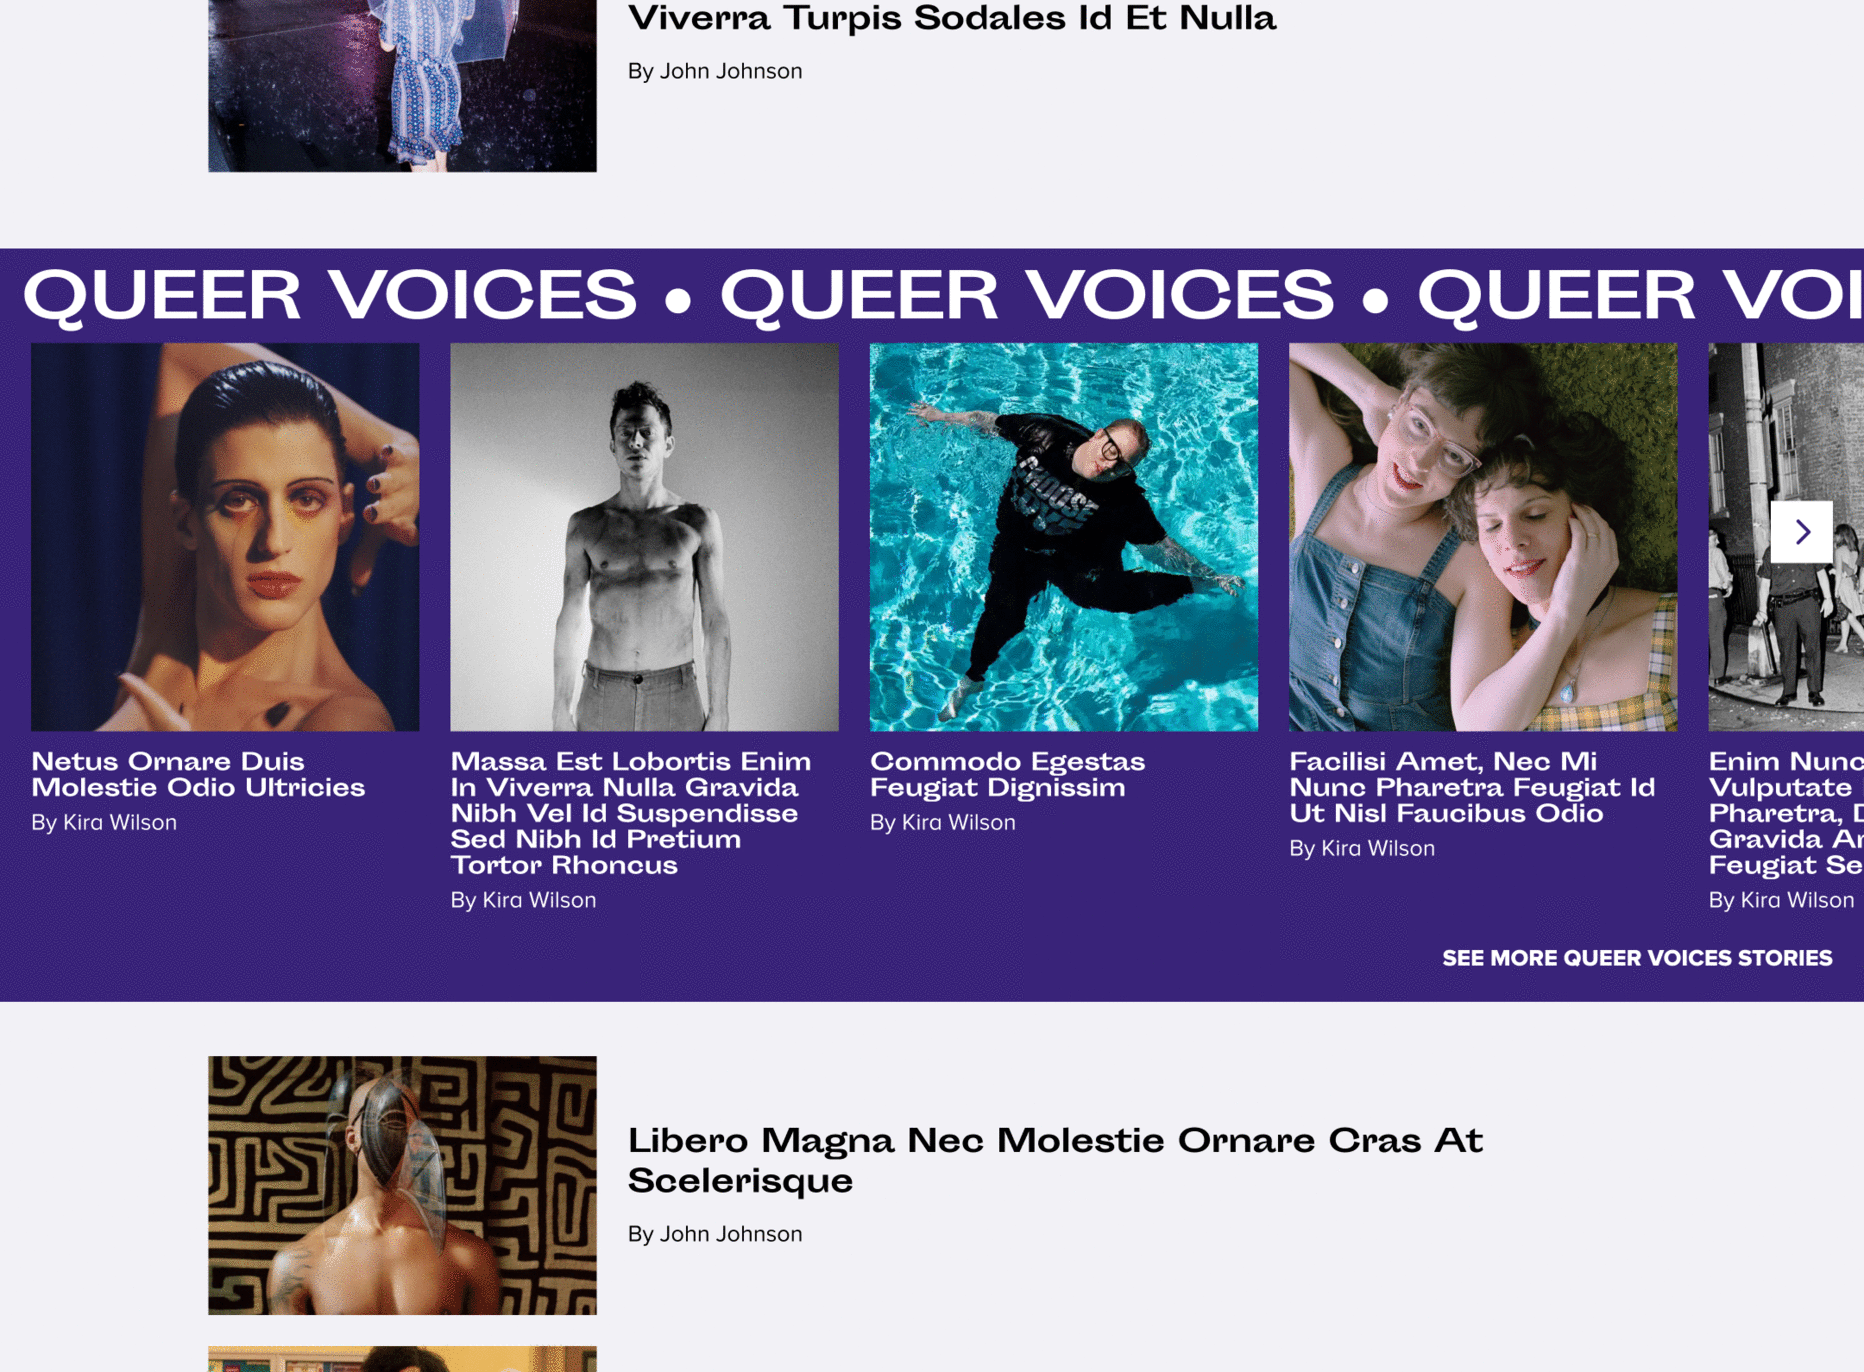 Viverra Turpis Sodales Id Et Nulla
By John Johnson
QUEER VOICES • QUEER VOICES • QUEER VOI
Netus Ornare Duis
Molestie Odio Ultricies
By Kira Wilson
Massa Est Lobortis Enim
In Viverra Nulla Gravida
Nibh Vel Id Suspendisse
Sed Nibh Id Pretium
Tortor Rhoncus
By Kira Wilson
Commodo Egestas
Feugiat Dignissim
By Kira Wilson
Facilisi Amet, Nec Mi
Nunc Pharetra Feugiat Id
Ut Nisl Faucibus Odio
By Kira Wilson
Enim Nunc
Vulputate
Pharetra,
Gravida
Feugiat
By Kira Wilson
SEE MORE QUEER VOICES STORIES
Libero Magna Nec Molestie Ornare Cras At
Scelerisque
By John Johnson